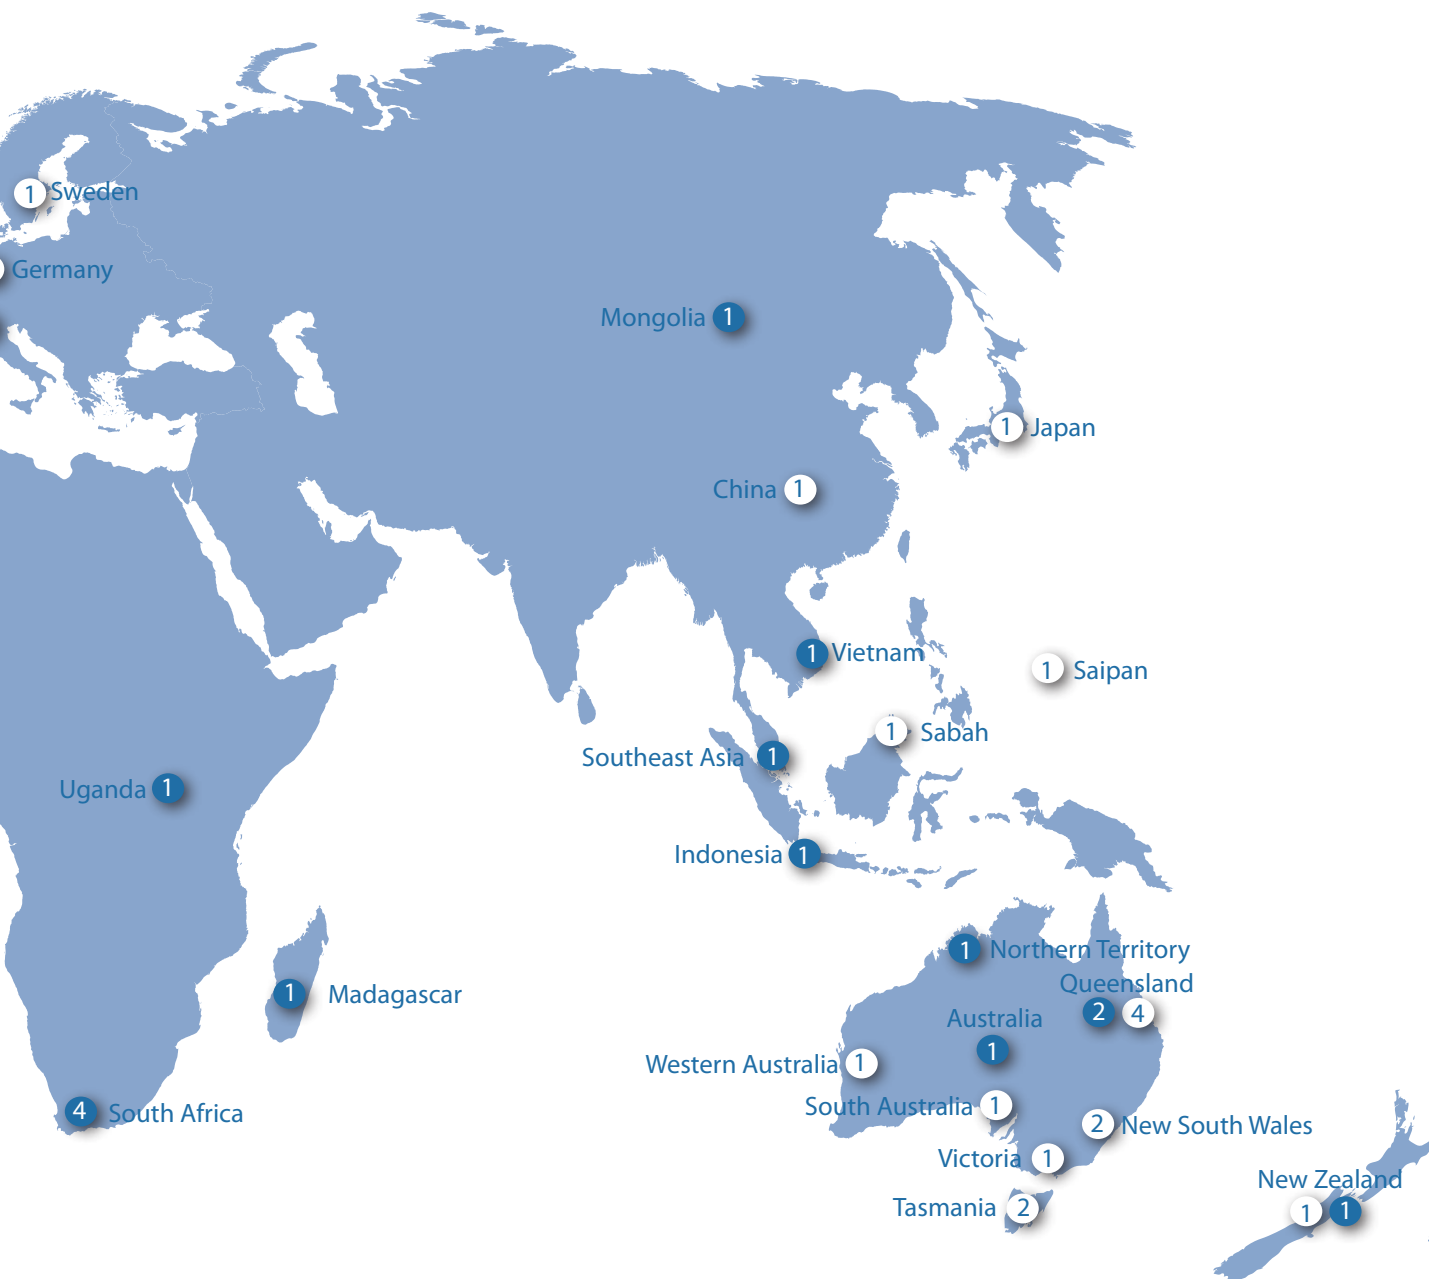 1 Sweden
Germany
Mongolia 1
1 Japan
China 1
1 Vietnam
1 Saipan
1 Sabah
Southeast Asia 1
Uganda 1
Indonesia 1
1 Northern Territory
Queensland
2 4
1 Madagascar
Australia
1
Western Australia 1
South Australia 1
4 South Africa
2 New South Wales
Victoria 1
New Zealand
1 1
Tasmania 2